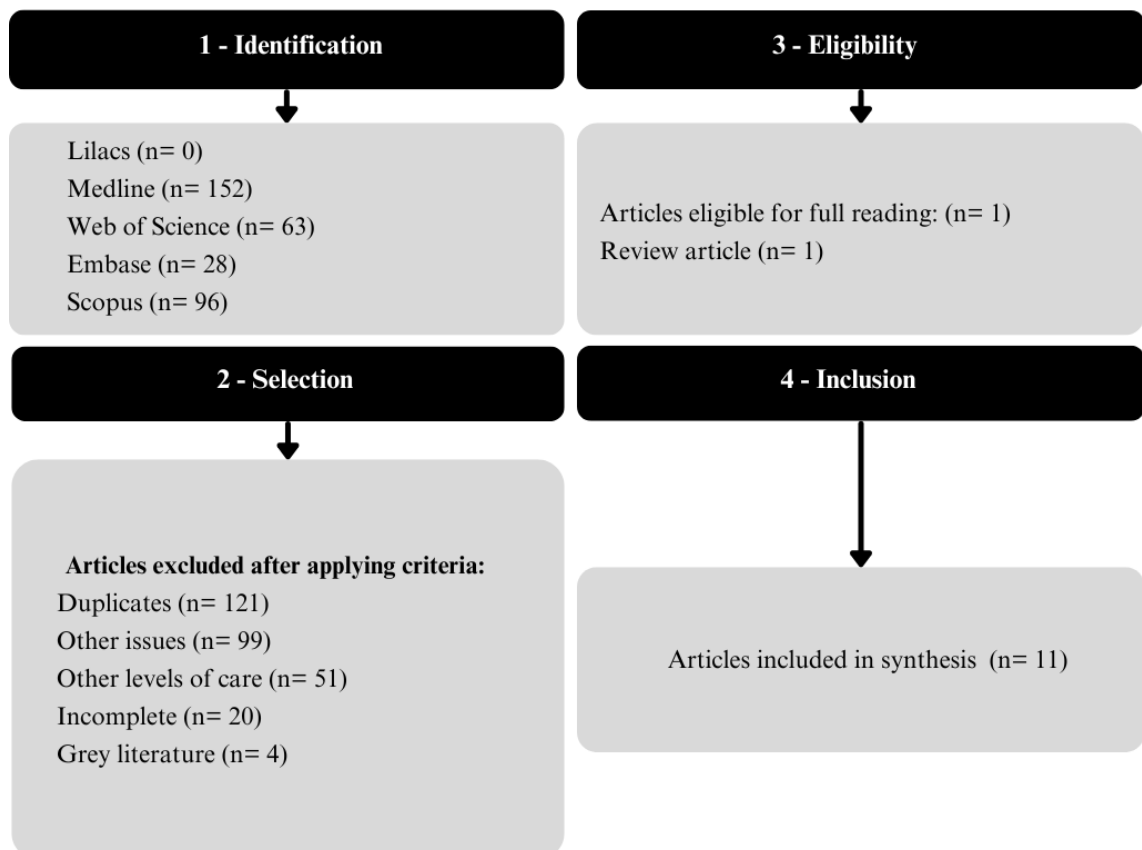 1 - Identification
Lilacs (n= 0)
Medline (n= 152)
Web of Science (n= 63)
Embase (n= 28)
Scopus (n= 96)
2 - Selection
Articles excluded after applying criteria:
Duplicates (n= 121)
Other issues (n= 99)
Other levels of care (n= 51)
Incomplete (n= 20)
Grey literature (n= 4)
3 - Eligibility
Articles eligible for full reading: (n= 1)
Review article (n= 1)
4 - Inclusion
Articles included in synthesis (n= 11)